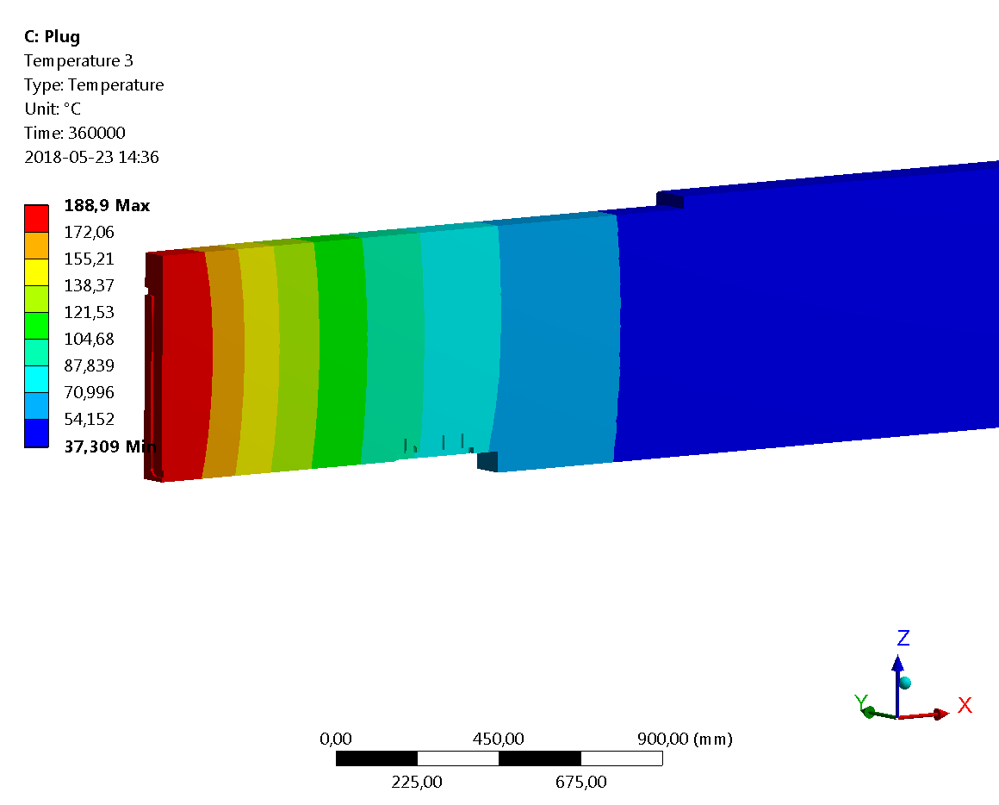 C: Plug
Temperature 3
Type: Temperature
Unit: °C
Time: 360000
2018-05-23 14:36
188,9 Max
172,06
155,21
138,37
121,53
104,68
87,839
70,996
54,152
37,309 Min
Z
Y
X
0,00 450,00 900,00 (mm)
225,00 675,00